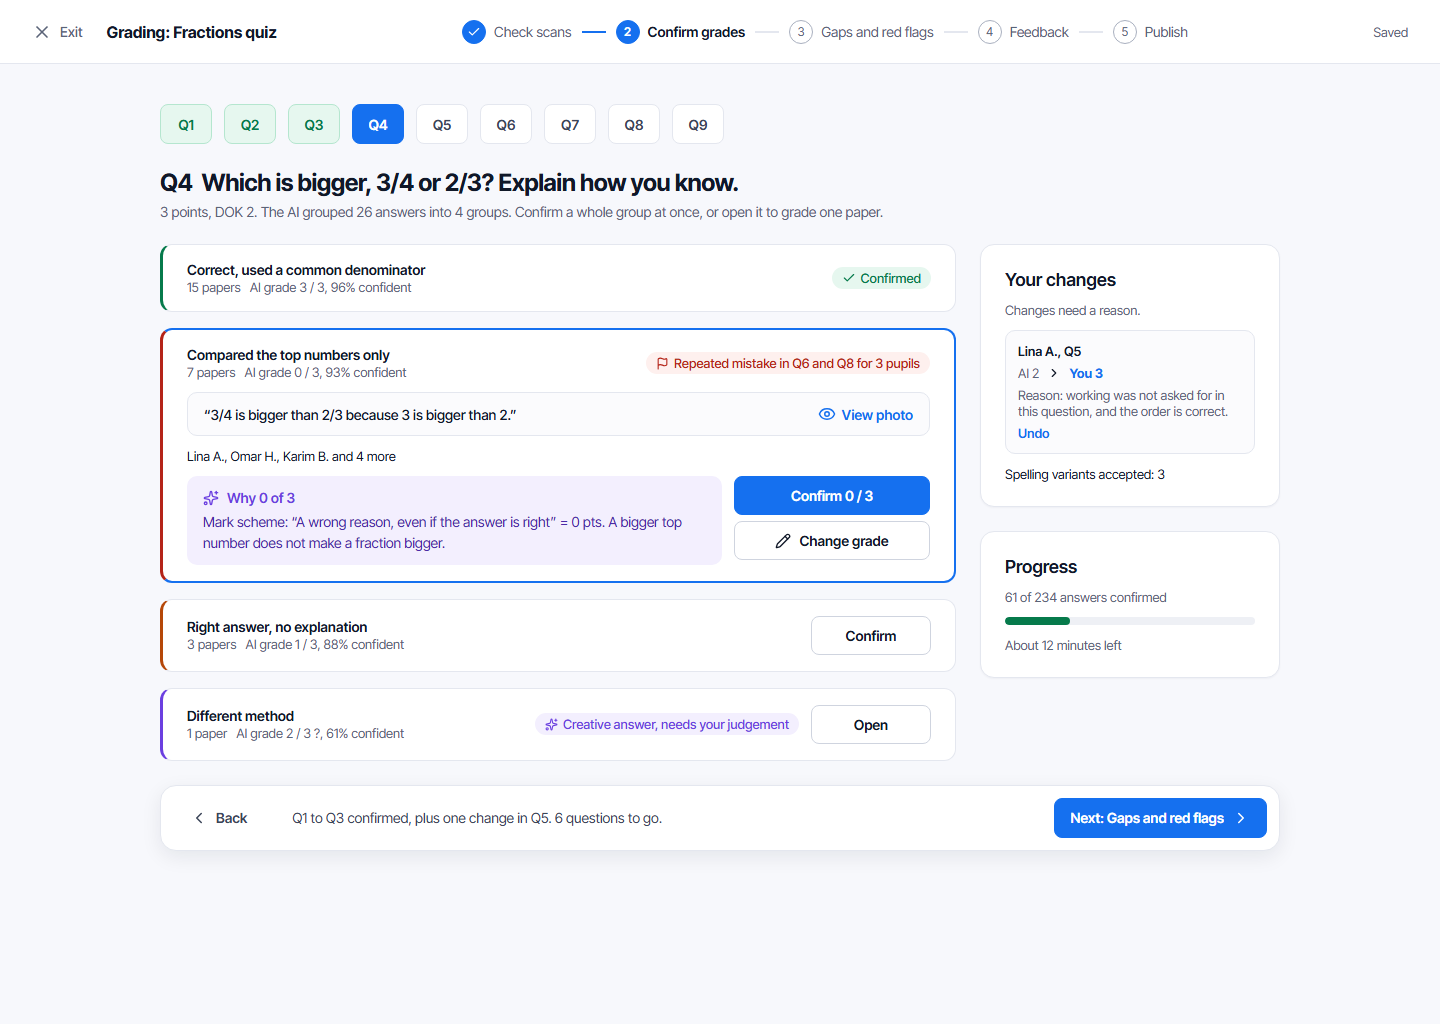 Exit
Grading: Fractions quiz
Check scans
2 Confirm grades
3 Gaps and red flags
4 Feedback
5 Publish
Saved
Q1 Q2 Q3 Q4 Q5 Q6 Q7 Q8 Q9
Q4 Which is bigger, 3/4 or 2/3? Explain how you know.
3 points, DOK 2. The AI grouped 26 answers into 4 groups. Confirm a whole group at once, or open it to grade one paper.
Correct, used a common denominator
15 papers AI grade 3 / 3, 96% confident
Confirmed
Compared the top numbers only
7 papers AI grade 0 / 3, 93% confident
Repeated mistake in Q6 and Q8 for 3 pupils
“3/4 is bigger than 2/3 because 3 is bigger than 2.”
View photo
Lina A., Omar H., Karim B. and 4 more
Why 0 of 3
Mark scheme: “A wrong reason, even if the answer is right” = 0 pts. A bigger top
number does not make a fraction bigger.
Confirm 0 / 3
Change grade
Right answer, no explanation
3 papers AI grade 1 / 3, 88% confident
Confirm
Different method
1 paper AI grade 2 / 3 ?, 61% confident
Creative answer, needs your judgement
Open
Your changes
Changes need a reason.
Lina A., Q5
AI 2 You 3
Reason: working was not asked for in
this question, and the order is correct.
Undo
Spelling variants accepted: 3
Progress
61 of 234 answers confirmed
About 12 minutes left
Back
Q1 to Q3 confirmed, plus one change in Q5. 6 questions to go.
Next: Gaps and red flags